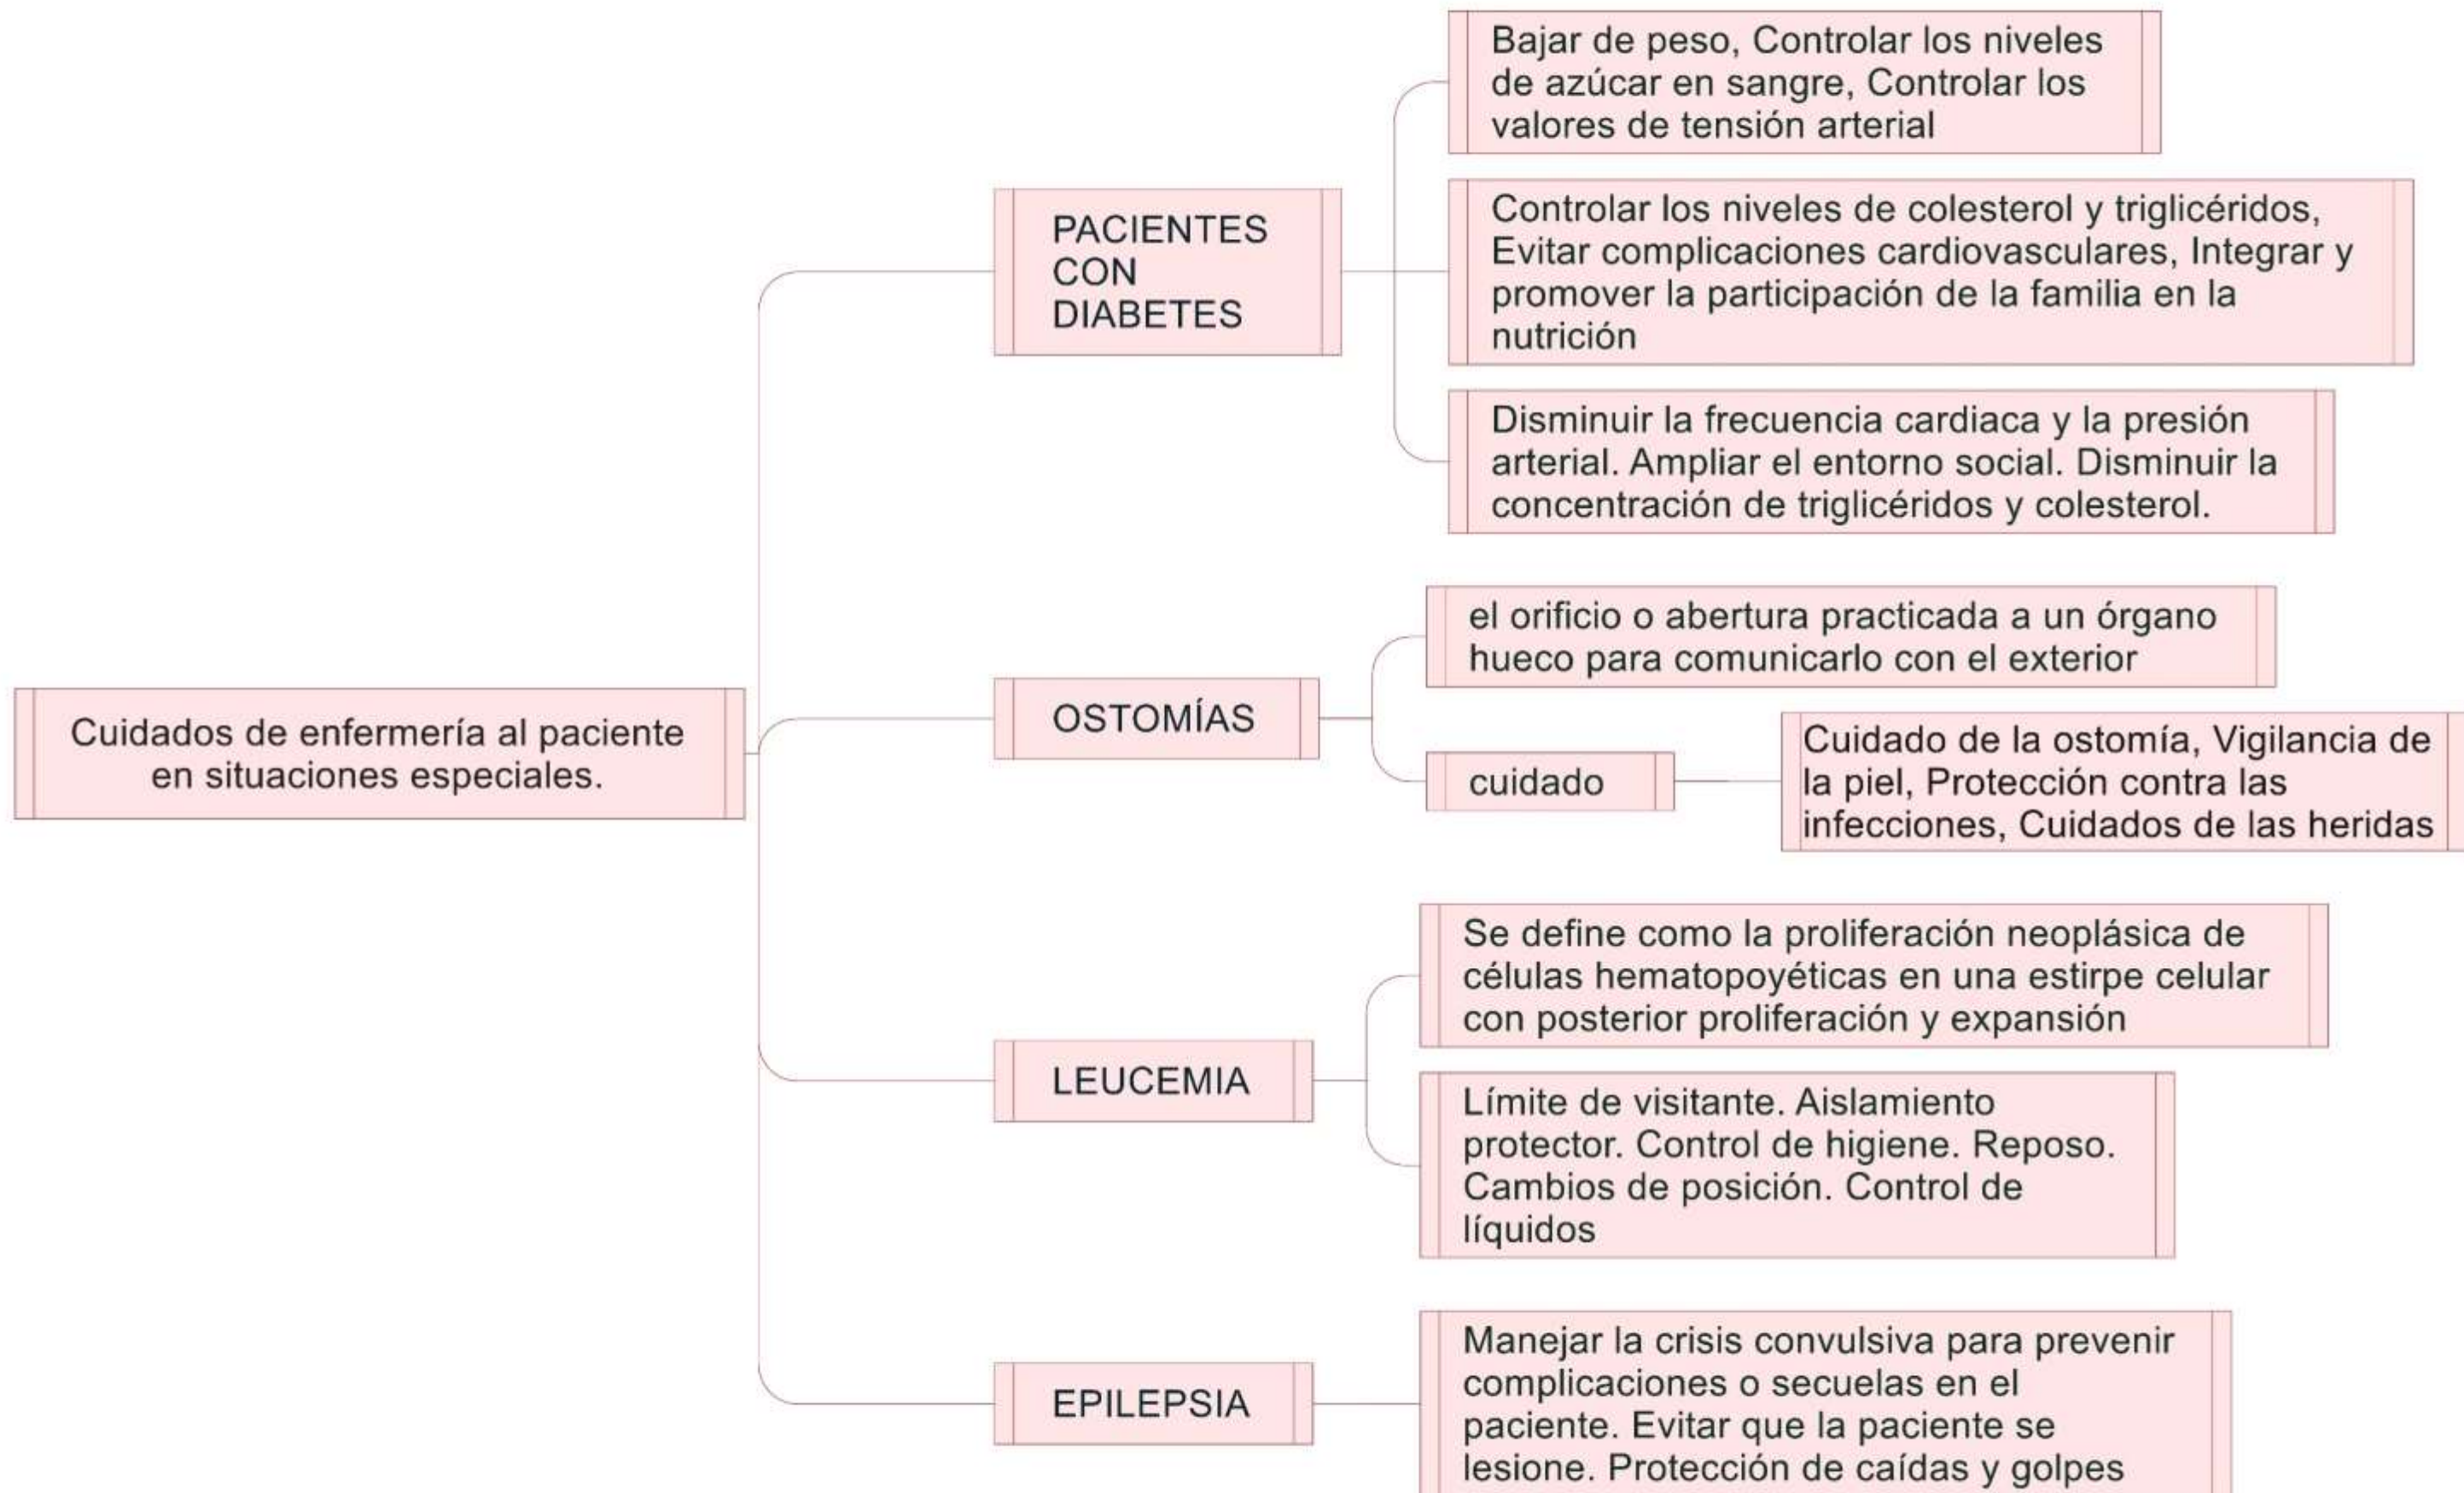 Cuidados de enfermería al paciente
en situaciones especiales.
PACIENTES
CON
DIABETES
Bajar de peso, Controlar los niveles
de azúcar en sangre, Controlar los
valores de tensión arterial
Controlar los niveles de colesterol y triglicéridos,
Evitar complicaciones cardiovasculares, Integrar y
promover la participación de la familia en la
nutrición
Disminuir la frecuencia cardiaca y la presión
arterial. Ampliar el entorno social. Disminuir la
concentración de triglicéridos y colesterol.
OSTOMÍAS
el orificio o abertura practicada a un órgano
hueco para comunicarlo con el exterior
cuidado
Cuidado de la ostomía, Vigilancia de
la piel, Protección contra las
infecciones, Cuidados de las heridas
LEUCEMIA
Se define como la proliferación neoplásica de
células hematopoyéticas en una estirpe celular
con posterior proliferación y expansión
Límite de visitante. Aislamiento
protector. Control de higiene. Reposo.
Cambios de posición. Control de
líquidos
EPILEPSIA
Manejar la crisis convulsiva para prevenir
complicaciones o secuelas en el
paciente. Evitar que la paciente se
lesione. Protección de caídas y golpes